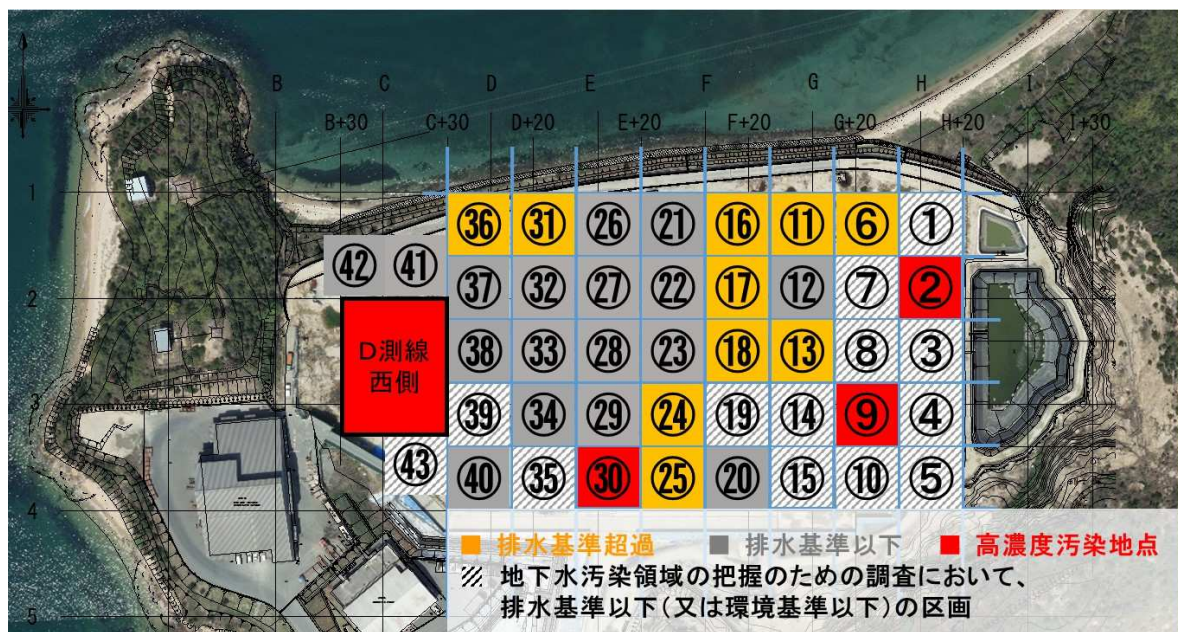 B C D E F G H I
B+30 C+30 D+20 E+20 F+20 G+20 H+20 I+30
1
㊱ ㉛ ㉖ ㉑ ⑯ ⑪ ⑥ ①
㊷ ㊶
㊲ ㉜ ㉗ ㉒ ⑰ ⑫ ⑦ ②
2
D測線
西側
㊳ ㉝ ㉘ ㉓ ⑱ ⑬ ⑧ ③
3
㊴ ㉞ ㉙ ㉔ ⑲ ⑭ ⑨ ④
㊸
㊵ ㉟ ㉚ ㉕ ⑳ ⑮ ⑩ ⑤
4
排水基準超過 排水基準以下 高濃度汚染地点
地下水汚染領域の把握のための調査において、
排水基準以下(又は環境基準以下)の区画
5